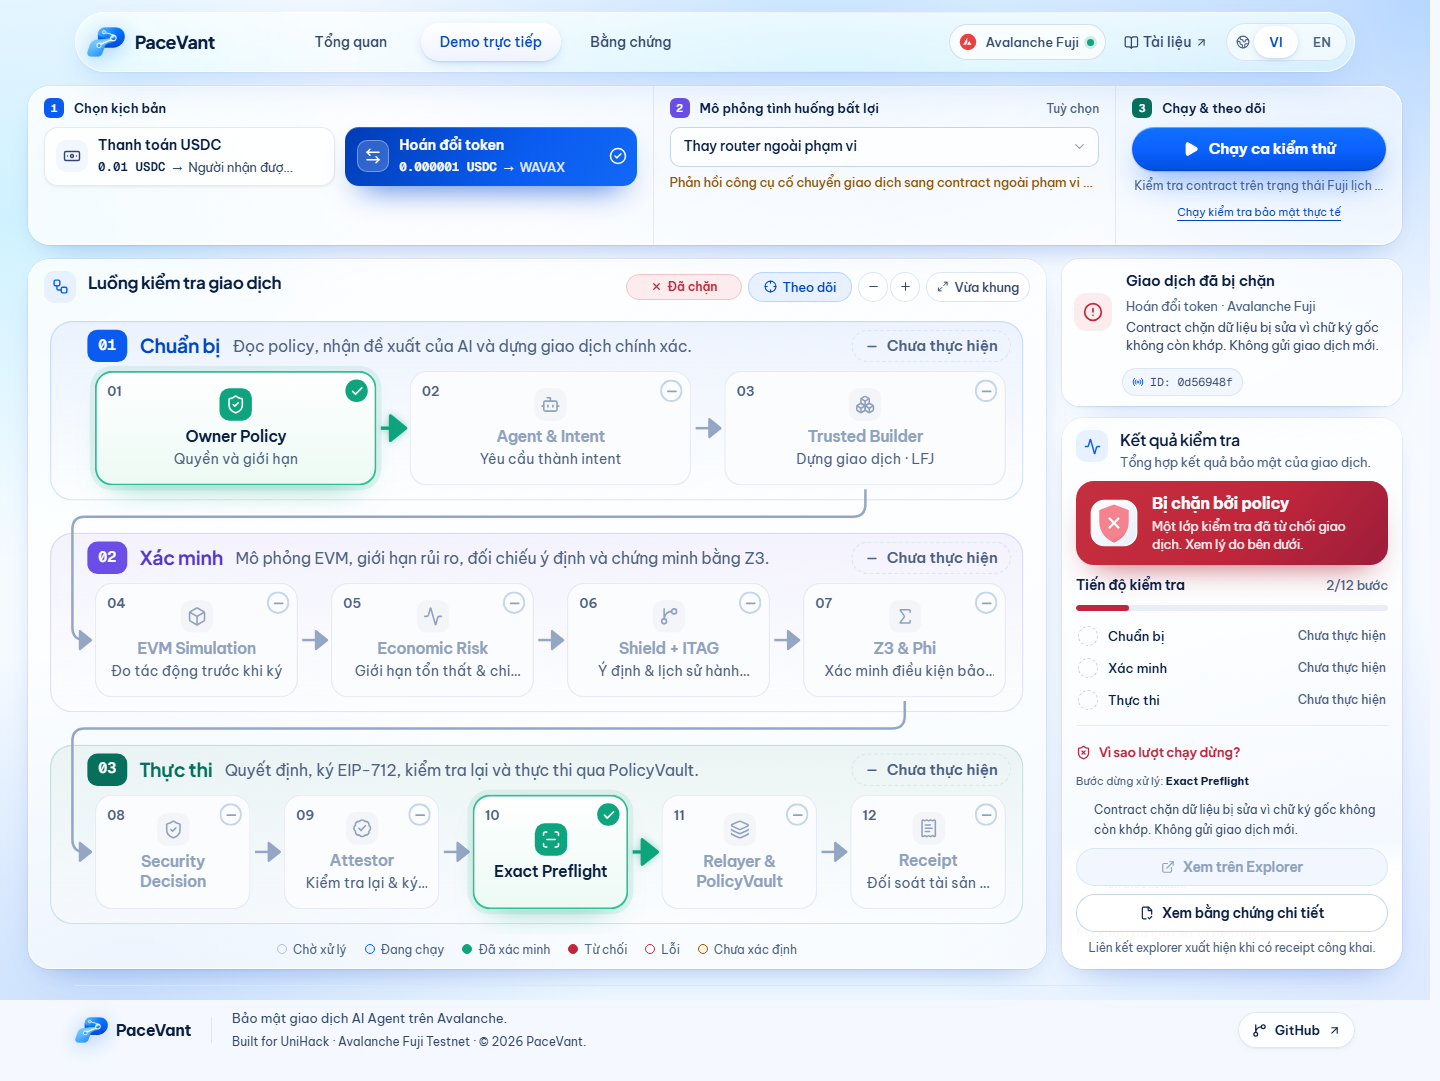 PaceVant
Tổng quan
Demo trực tiếp
Bằng chứng
Avalanche Fuji
Tài liệu
VI
EN
1 Chọn kịch bản
Thanh toán USDC
0.01 USDC → Người nhận đượ...
Hoán đổi token
0.000001 USDC → WAVAX
2 Mô phỏng tình huống bất lợi
Tuỳ chọn
Thay router ngoài phạm vi
Phản hồi công cụ cố chuyển giao dịch sang contract ngoài phạm vi ...
3 Chạy & theo dõi
Chạy ca kiểm thử
Kiểm tra contract trên trạng thái Fuji lịch ...
Chạy kiểm tra bảo mật thực tế
Luồng kiểm tra giao dịch
Đã chặn
Theo dõi
Vừa khung
01 Chuẩn bị Đọc policy, nhận đề xuất của AI và dựng giao dịch chính xác.
Chưa thực hiện
01
Owner Policy
Quyền và giới hạn
02
Agent & Intent
Yêu cầu thành intent
03
Trusted Builder
Dựng giao dịch · LFJ
02 Xác minh Mô phỏng EVM, giới hạn rủi ro, đối chiếu ý định và chứng minh bằng Z3.
Chưa thực hiện
04
EVM Simulation
Đo tác động trước khi ký
05
Economic Risk
Giới hạn tổn thất & chi...
06
Shield + ITAG
Ý định & lịch sử hành...
07
Z3 & Phi
Xác minh điều kiện bảo...
03 Thực thi Quyết định, ký EIP-712, kiểm tra lại và thực thi qua PolicyVault.
Chưa thực hiện
08
Security
Decision
09
Attestor
Kiểm tra lại & ký...
10
Exact Preflight
11
Relayer &
PolicyVault
12
Receipt
Đối soát tài sản ...
Chờ xử lý
Đang chạy
Đã xác minh
Từ chối
Lỗi
Chưa xác định
Giao dịch đã bị chặn
Hoán đổi token · Avalanche Fuji
Contract chặn dữ liệu bị sửa vì chữ ký gốc
không còn khớp. Không gửi giao dịch mới.
ID: 0d56948f
Kết quả kiểm tra
Tổng hợp kết quả bảo mật của giao dịch.
Bị chặn bởi policy
Một lớp kiểm tra đã từ chối giao
dịch. Xem lý do bên dưới.
Tiến độ kiểm tra
2/12 bước
Chuẩn bị
Chưa thực hiện
Xác minh
Chưa thực hiện
Thực thi
Chưa thực hiện
Vì sao lượt chạy dừng?
Bước dừng xử lý: Exact Preflight
Contract chặn dữ liệu bị sửa vì chữ ký gốc không
còn khớp. Không gửi giao dịch mới.
Xem trên Explorer
Xem bằng chứng chi tiết
Liên kết explorer xuất hiện khi có receipt công khai.
PaceVant
Bảo mật giao dịch AI Agent trên Avalanche.
Built for UniHack · Avalanche Fuji Testnet · © 2026 PaceVant.
GitHub